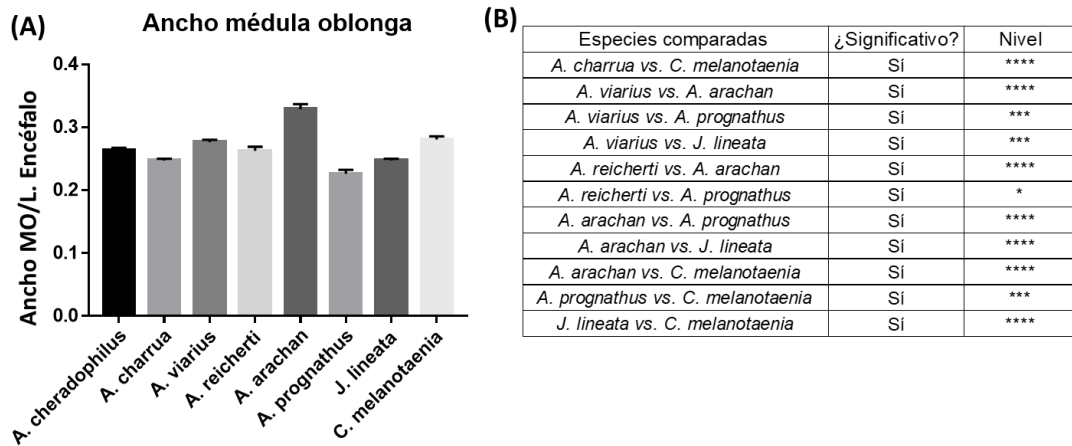 (A)
Ancho médula oblonga
Ancho MO/L. Encéfalo
0.4
0.3
0.2
0.1
0.0
A. cheradophilus
A. charrua
A. viarius
A. reicherti
A. arachan
A. prognathus
J. lineata
C. melanotaenia
(B)
Especies comparadas ¿Significativo? Nivel
A. charrua vs. C. melanotaenia Sí ****
A. viarius vs. A. arachan Sí ****
A. viarius vs. A. prognathus Sí ***
A. viarius vs. J. lineata Sí ***
A. reicherti vs. A. arachan Sí ****
A. reicherti vs. A. prognathus Sí *
A. arachan vs. A. prognathus Sí ****
A. arachan vs. J. lineata Sí ****
A. arachan vs. C. melanotaenia Sí ****
A. prognathus vs. C. melanotaenia Sí ***
J. lineata vs. C. melanotaenia Sí ****